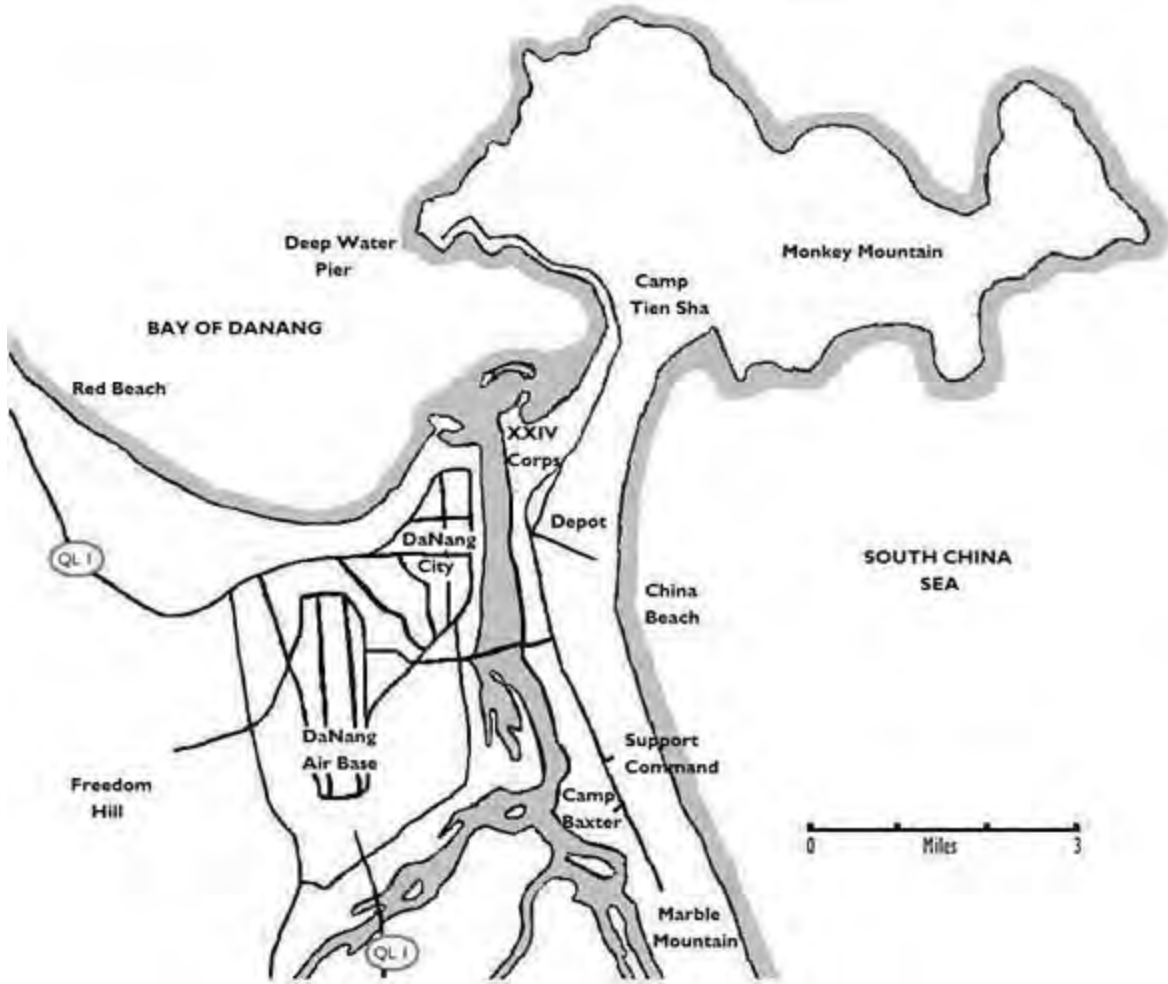 Deep Water
Pier
Monkey Mountain
Camp
Tien Sha
BAY OF DANANG
Red Beach
XXIV
Corps
Depot
DaNang
City
QL 1
SOUTH CHINA
SEA
China
Beach
DaNang
Air Base
Support
Command
Freedom
Hill
Camp
Baxter
0 Miles 3
Marble
Mountain
QL 1